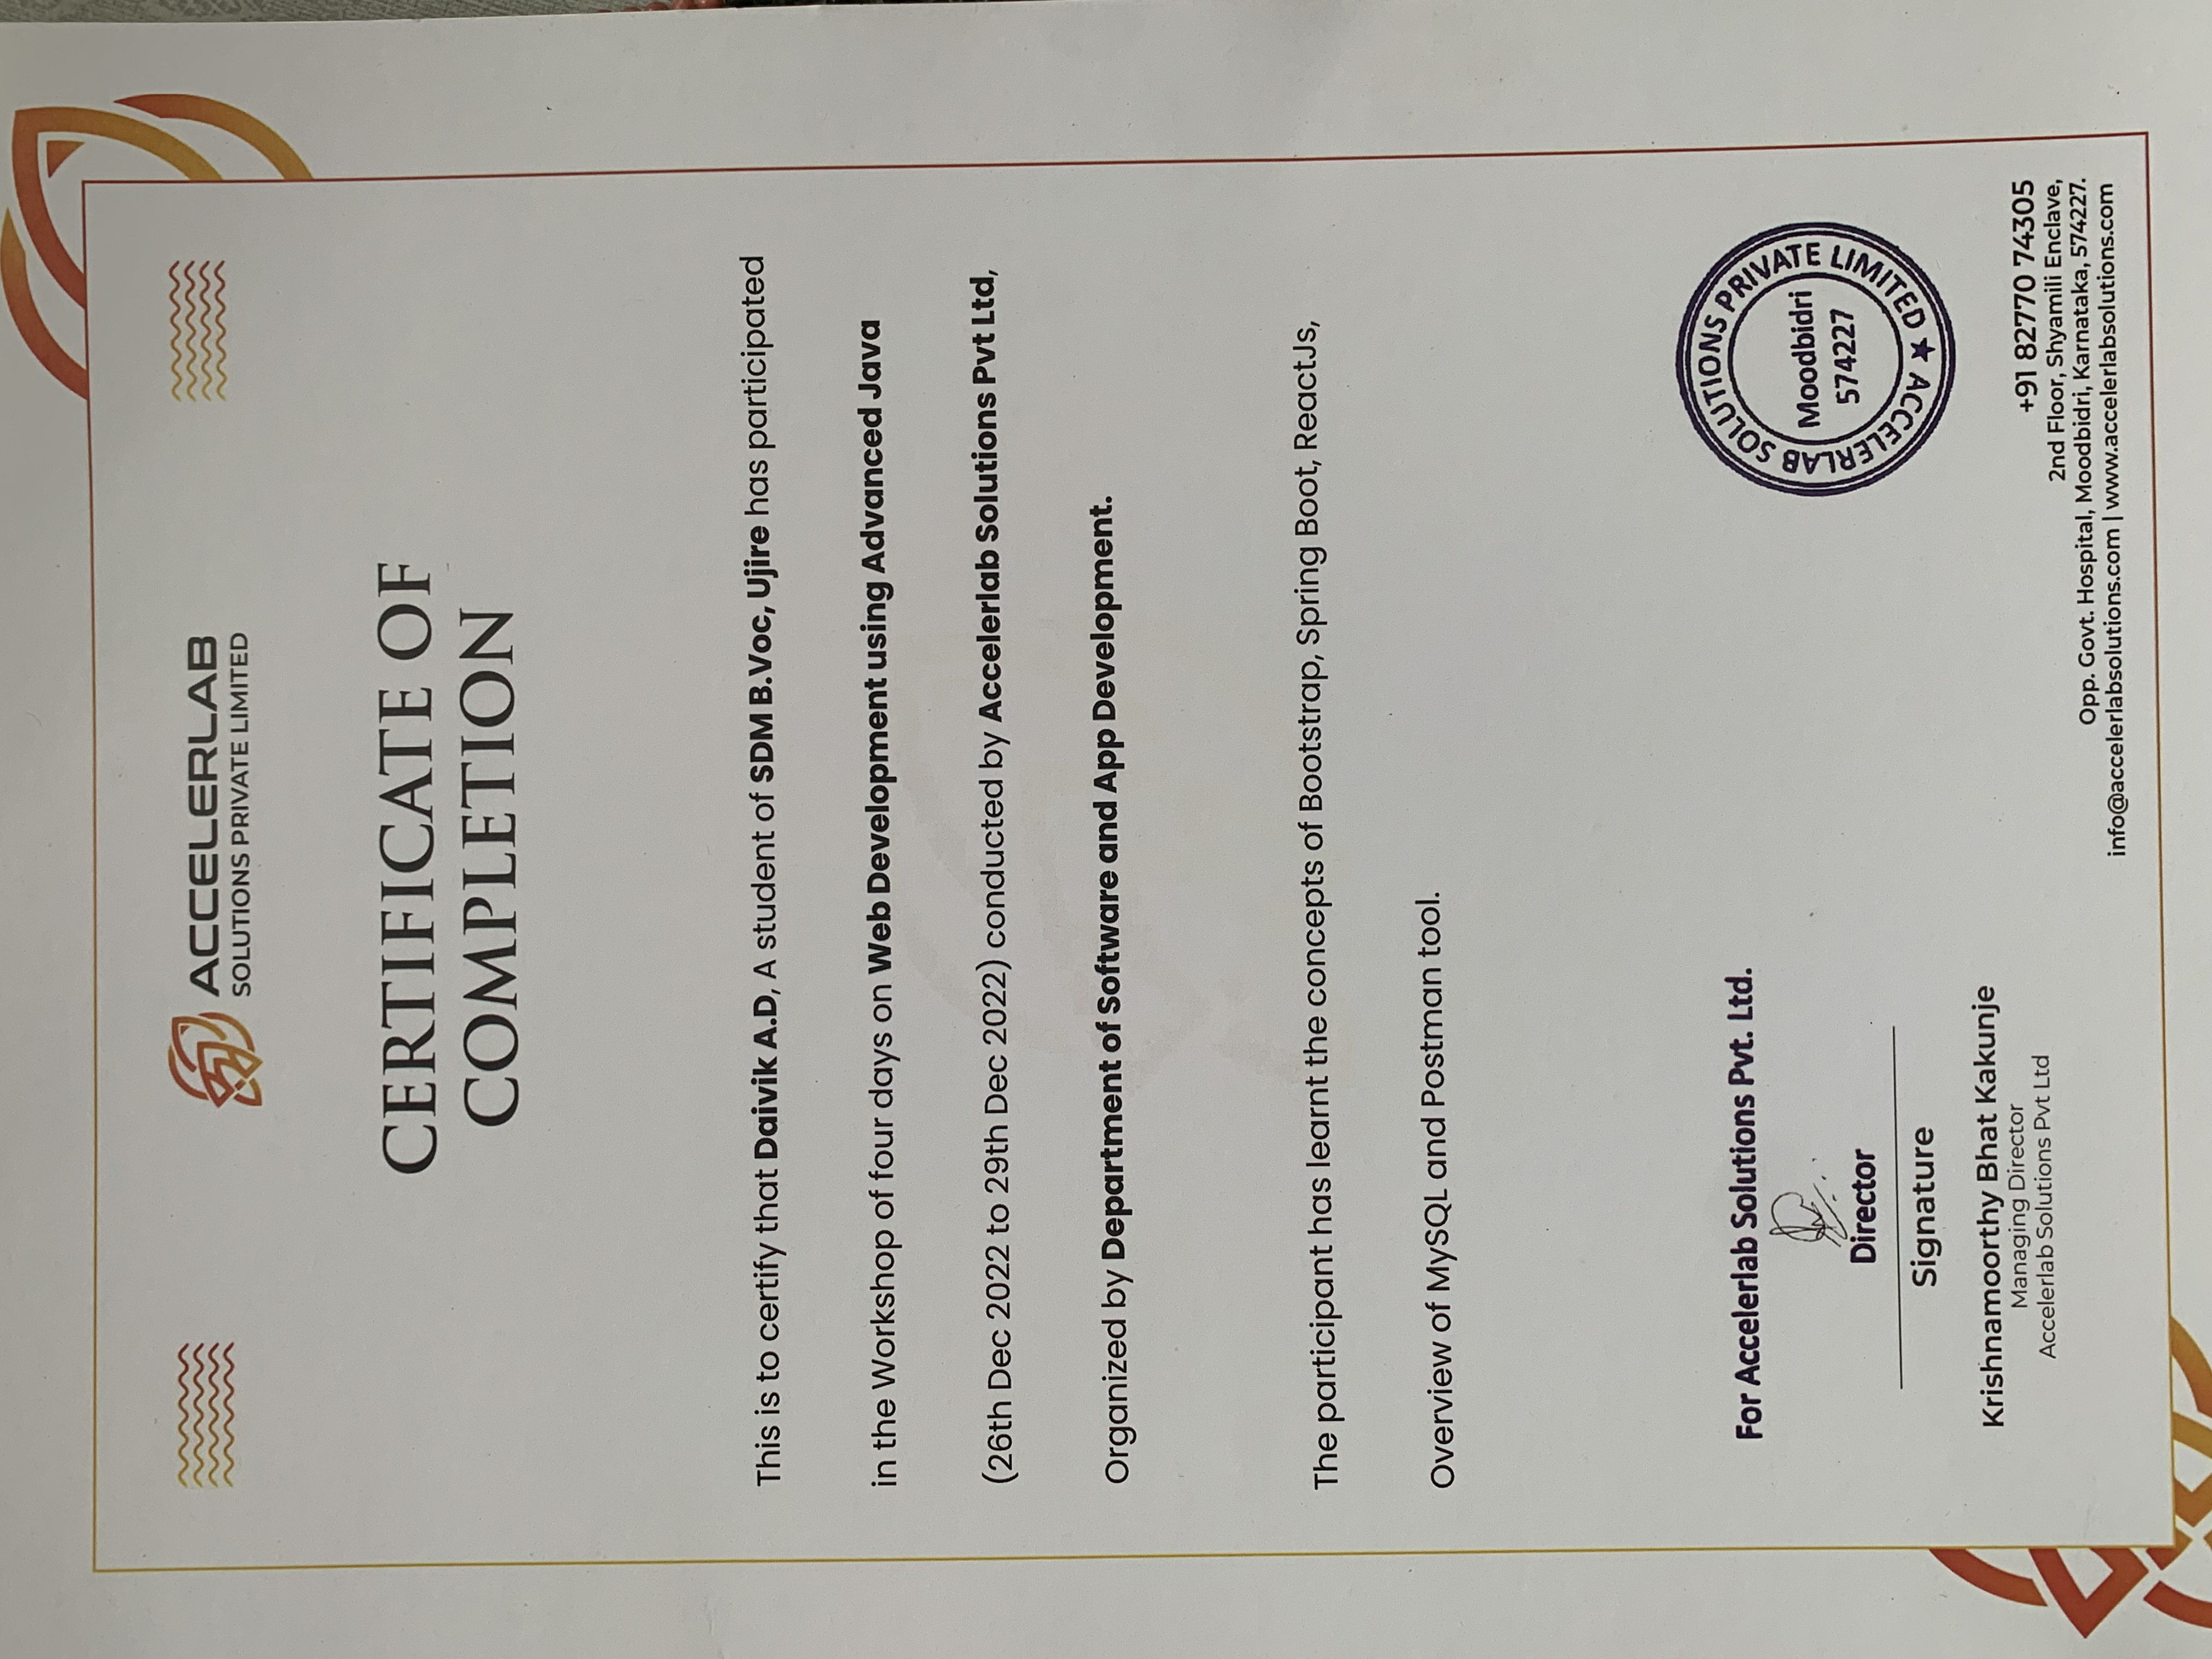 ACCELERLAB
SOLUTIONS PRIVATE LIMITED
CERTIFICATE OF
COMPLETION
This is to certify that Daivik A.D, A student of SDM B.Voc, Ujire has participated
in the Workshop of four days on Web Development using Advanced Java
(26th Dec 2022 to 29th Dec 2022) conducted by Accelerlab Solutions Pvt Ltd,
Organized by Department of Software and App Development.
The participant has learnt the concepts of Bootstrap, Spring Boot, ReactJs,
Overview of MySQL and Postman tool.
For Accelerlab Solutions Pvt. Ltd.
Director
Signature
Krishnamoorthy Bhat Kakunje
Managing Director
Accelerlab Solutions Pvt Ltd
ACCELERLAB SOLUTIONS PRIVATE LIMITED ★
Moodbidri
574227
+91 82770 74305
2nd Floor, Shyamili Enclave,
Opp. Govt. Hospital, Moodbidri, Karnataka, 574227.
info@accelerlabsolutions.com | www.accelerlabsolutions.com